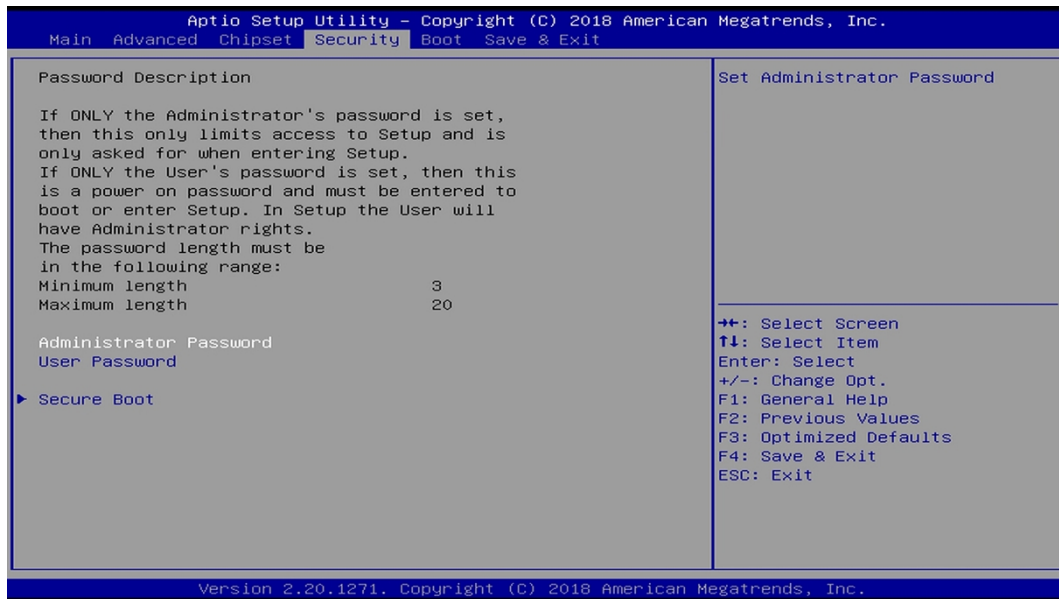 Aptio Setup Utility – Copyright (C) 2018 American Megatrends, Inc.
Main Advanced Chipset Security Boot Save & Exit
Password Description
If ONLY the Administrator's password is set,
then this only limits access to Setup and is
only asked for when entering Setup.
If ONLY the User's password is set, then this
is a power on password and must be entered to
boot or enter Setup. In Setup the User will
have Administrator rights.
The password length must be
in the following range:
Minimum length 3
Maximum length 20
Administrator Password
User Password
► Secure Boot
Set Administrator Password
→←: Select Screen
↑↓: Select Item
Enter: Select
+/-: Change Opt.
F1: General Help
F2: Previous Values
F3: Optimized Defaults
F4: Save & Exit
ESC: Exit
Version 2.20.1271. Copyright (C) 2018 American Megatrends, Inc.